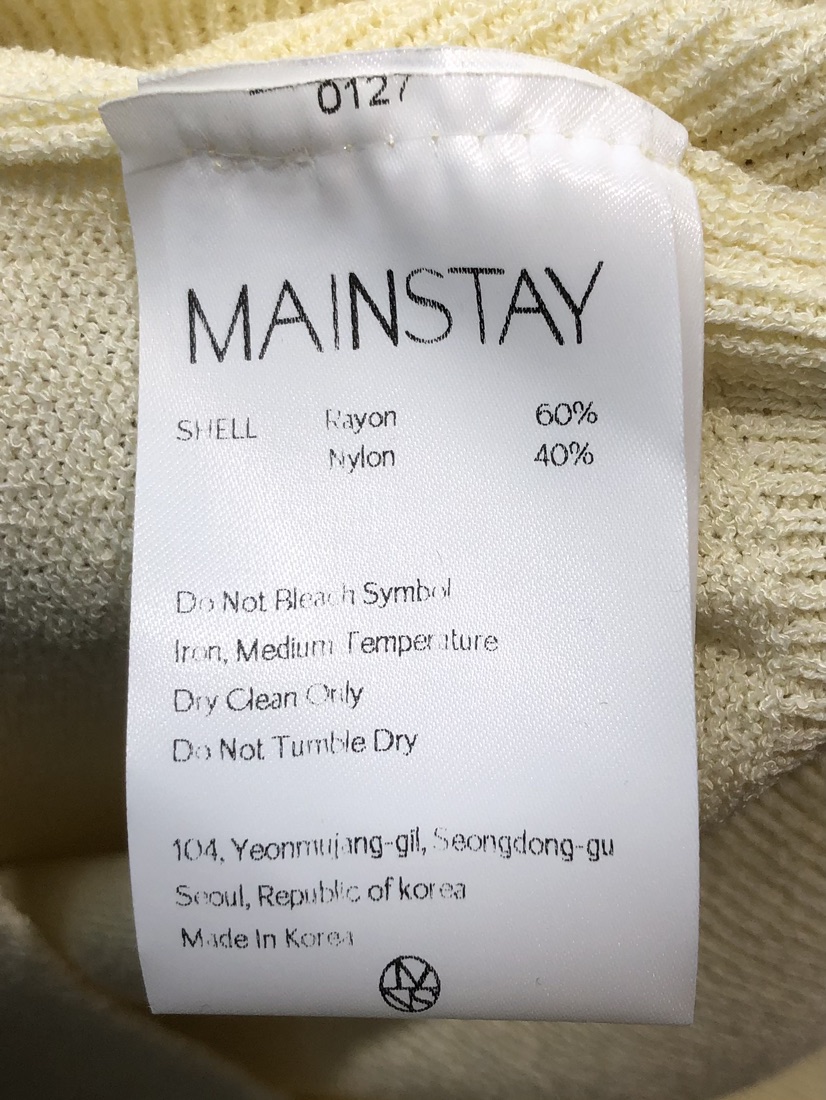 0127
MAINSTAY
SHELL Rayon 60%
Nylon 40%
Do Not Bleach Symbol
Iron, Medium Temperature
Dry Clean Only
Do Not Tumble Dry
104, Yeonmujang-gil, Seongdong-gu
Seoul, Republic of korea
Made In Korea